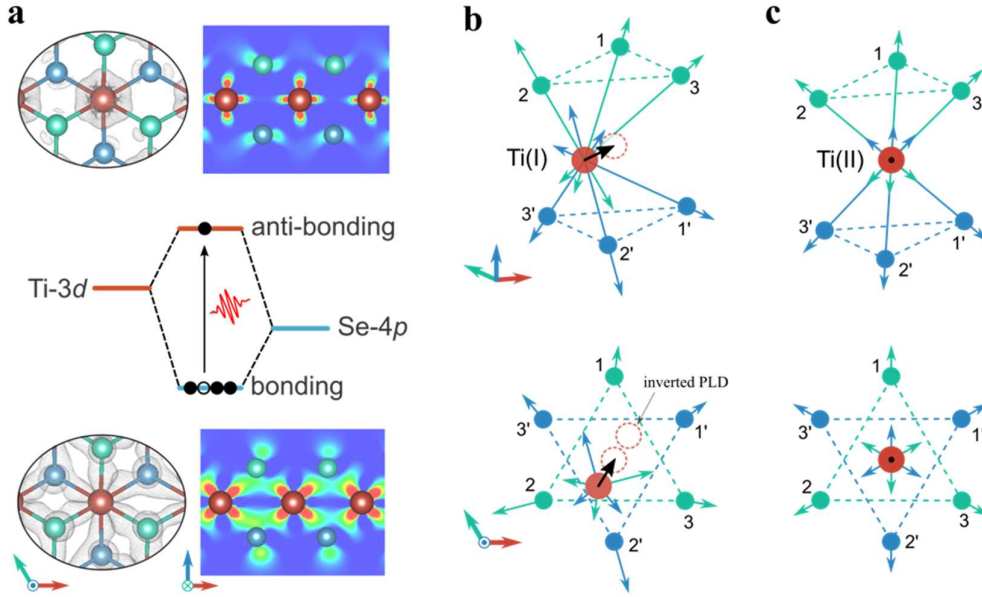 a
anti-bonding
Ti-3d
Se-4p
bonding
b
1
2
3
Ti(I)
3'
1'
2'
1
inverted PLD
3'
1'
2
3
2'
c
1
2
3
Ti(II)
3'
1'
2'
1
3'
1'
2
3
2'